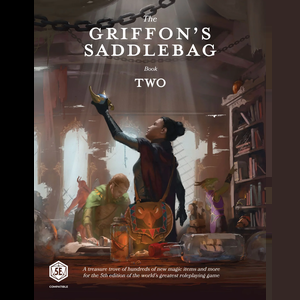 The
GRIFFON'S
SADDLEBAG
Book
TWO
A treasure trove of hundreds of new magic items and more
for the 5th edition of the world's greatest roleplaying game
5E
COMPATIBLE